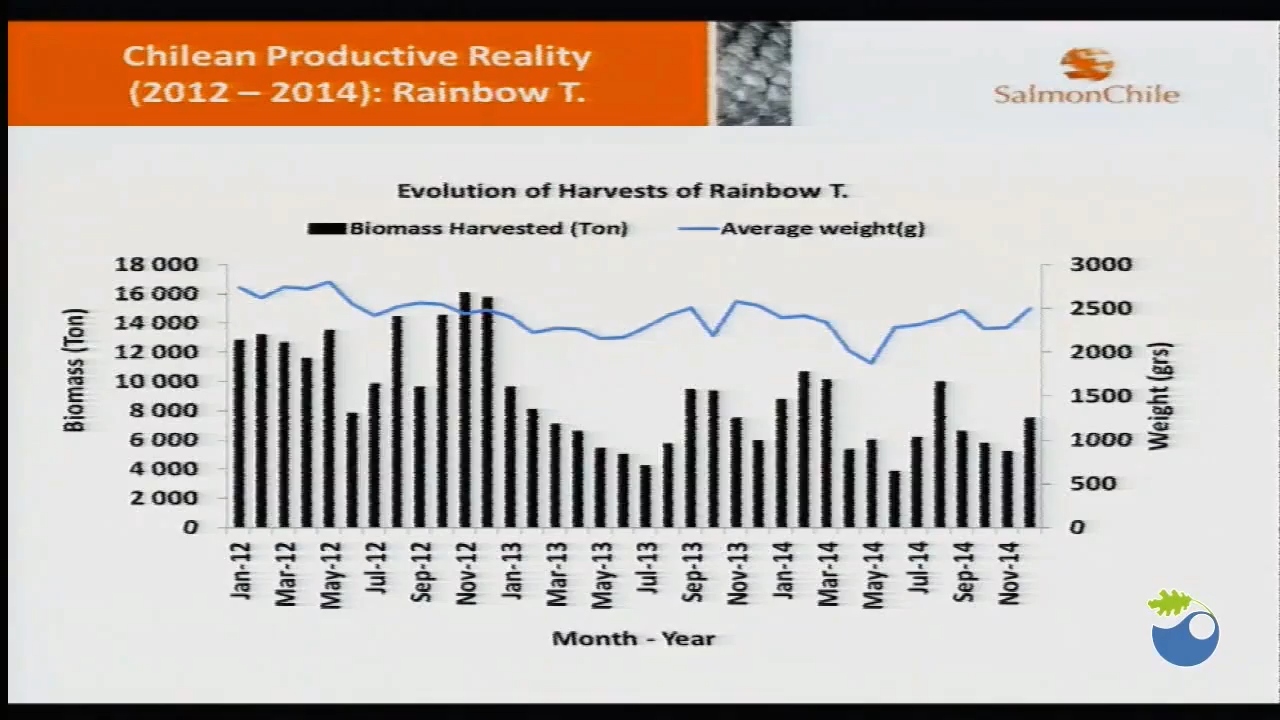 Chilean Productive Reality
(2012 – 2014): Rainbow T.
SalmonChile
Evolution of Harvests of Rainbow T.
Biomass Harvested (Ton)
Average weight(g)
18 000
16 000
14 000
12 000
10 000
8 000
6 000
4 000
2 000
0
Biomass (Ton)
3000
2500
2000
1500
1000
500
0
Weight (grs)
Jan-12
Mar-12
May-12
Jul-12
Sep-12
Nov-12
Jan-13
Mar-13
May-13
Jul-13
Sep-13
Nov-13
Jan-14
Mar-14
May-14
Jul-14
Sep-14
Nov-14
Month - Year